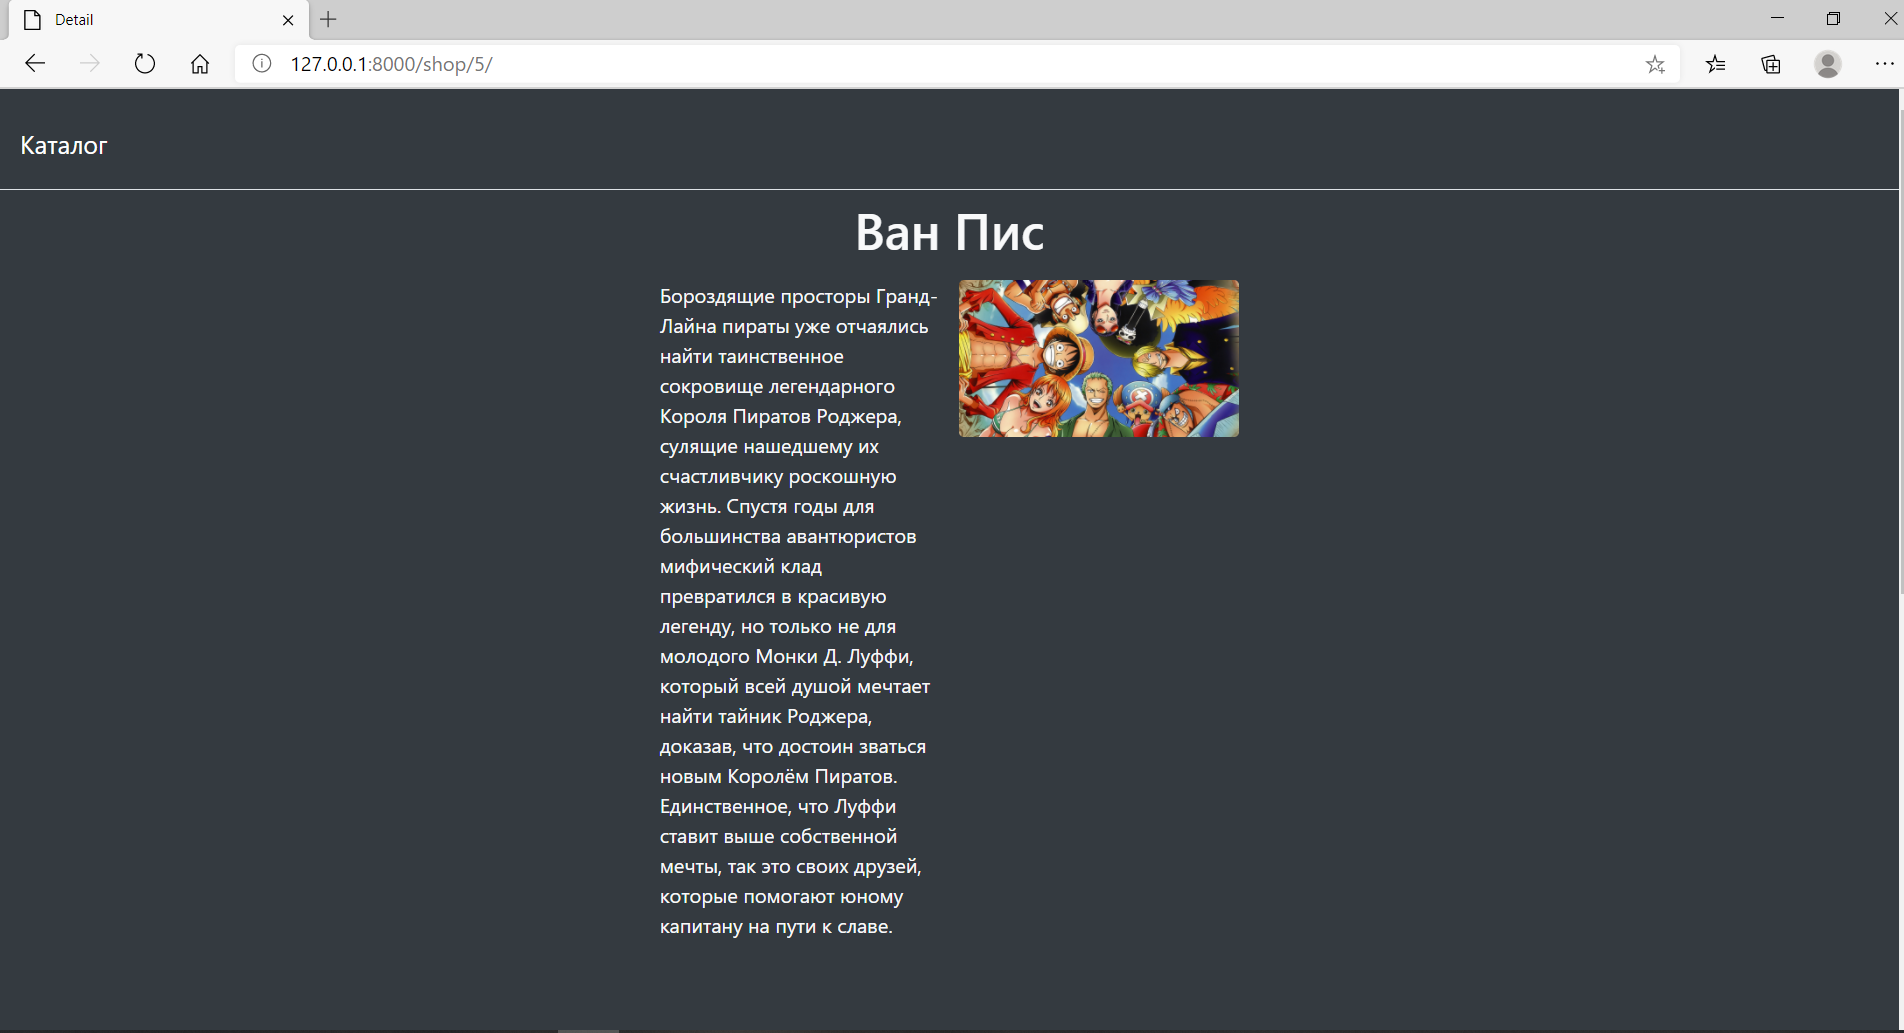 Detail
127.0.0.1:8000/shop/5/
Каталог
Ван Пис
Бороздящие просторы Гранд-
Лайна пираты уже отчаялись
найти таинственное
сокровище легендарного
Короля Пиратов Роджера,
сулящие нашедшему их
счастливчику роскошную
жизнь. Спустя годы для
большинства авантюристов
мифический клад
превратился в красивую
легенду, но только не для
молодого Монки Д. Луффи,
который всей душой мечтает
найти тайник Роджера,
доказав, что достоин зваться
новым Королём Пиратов.
Единственное, что Луффи
ставит выше собственной
мечты, так это своих друзей,
которые помогают юному
капитану на пути к славе.